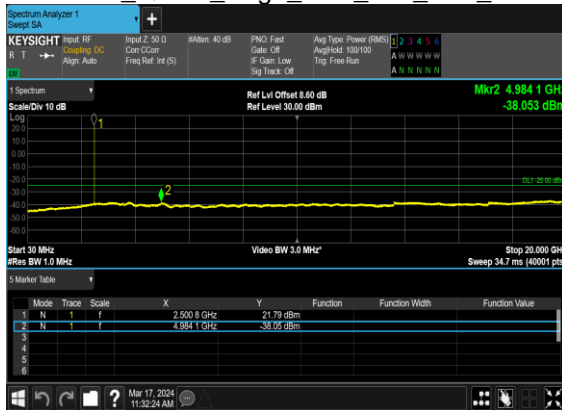 Spectrum Analyzer 1
Swept SA
+
KEYSIGHT Input: RF Input Z: 50 Ω #Atten: 40 dB PNO: Fast Avg Type: Power (RMS) 1 2 3 4 5 6
R T Coupling: DC Corr CCorr Gate: Off Avg|Hold: 100/100 A W W W W W
Align: Auto Freq Ref: Int (S) IF Gain: Low Trig: Free Run
Sig Track: Off A N N N N N
1 Spectrum Ref Lvl Offset 8.60 dB Mkr2 4.984 1 GHz
Scale/Div 10 dB Ref Level 30.00 dBm -38.053 dBm
Log
20.0 1
10.0
0.00
-10.0
-20.0 DL1 -25.00 dBm
-30.0 2
-40.0
-50.0
-60.0
Start 30 MHz Video BW 3.0 MHz* Stop 20.000 GHz
#Res BW 1.0 MHz Sweep 34.7 ms (40001 pts)
5 Marker Table
Mode Trace Scale X Y Function Function Width Function Value
1 N 1 f 2.500 8 GHz 21.79 dBm
2 N 1 f 4.984 1 GHz -38.05 dBm
3
4
5
6
? Mar 17, 2024
11:32:24 AM